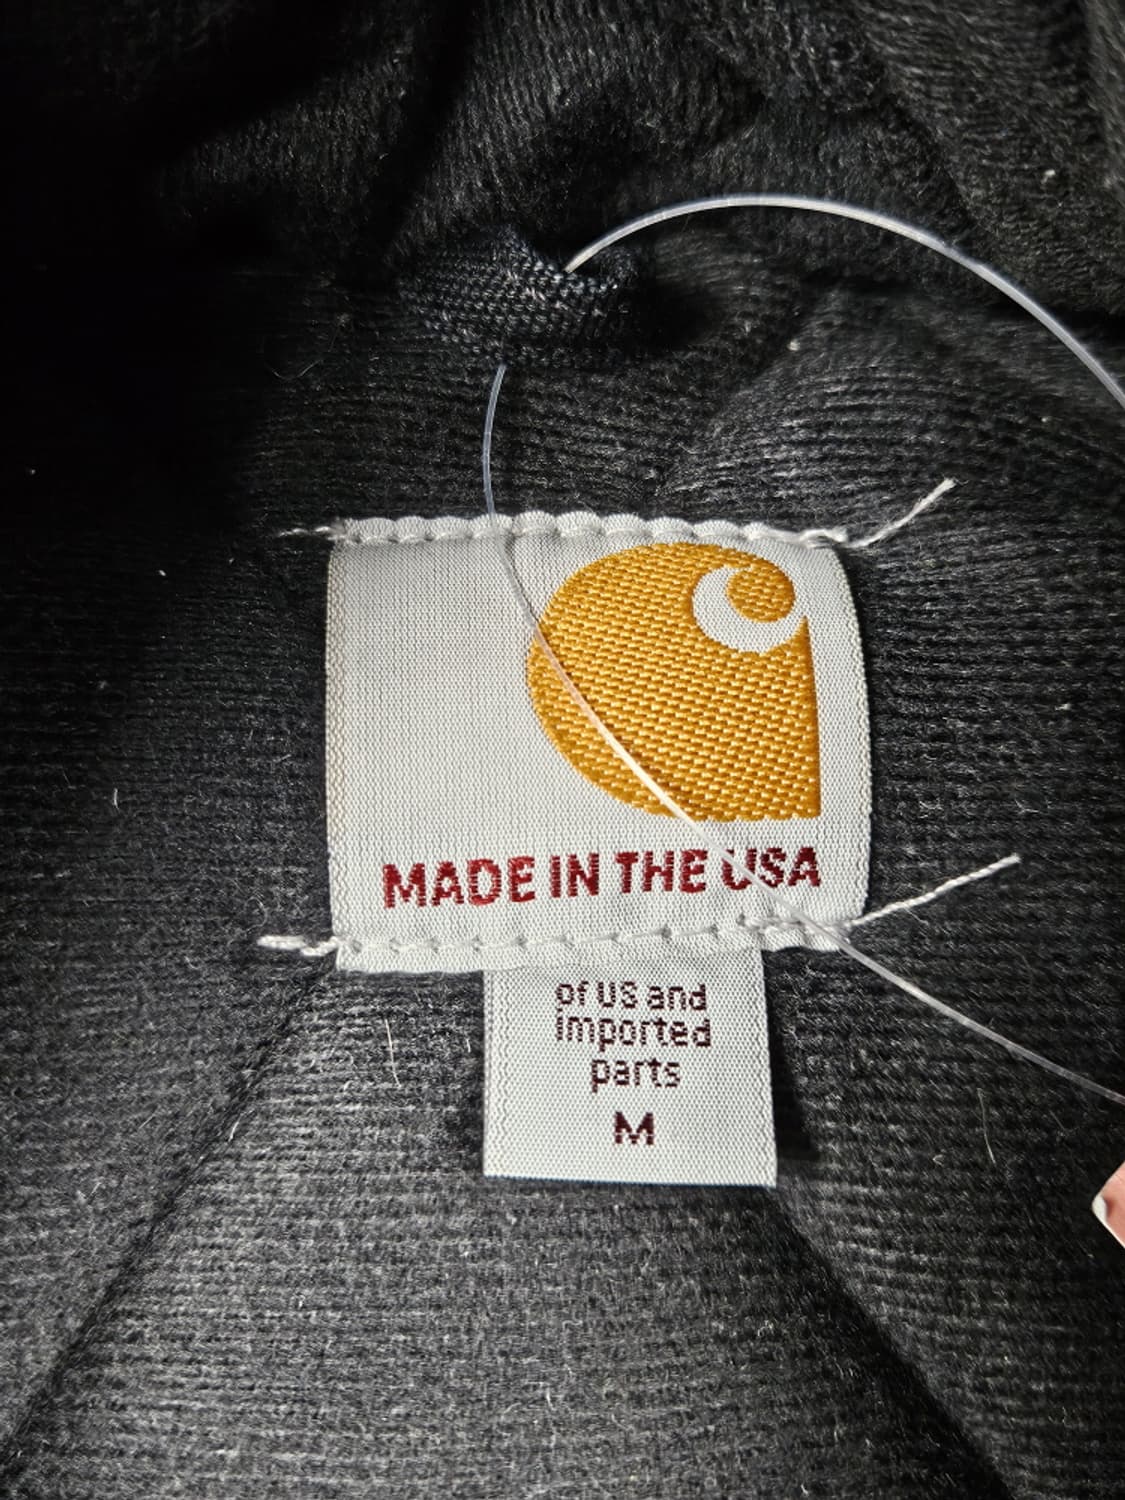 MADE IN THE USA
of US and
imported
parts
M